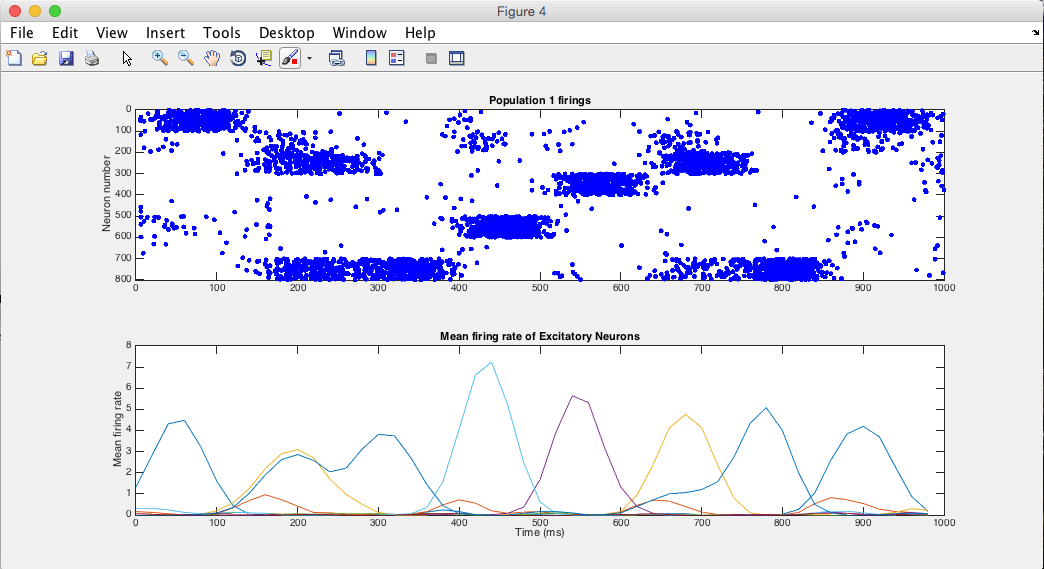 Figure 4
File Edit View Insert Tools Desktop Window Help
Population 1 firings
Neuron number
0
100
200
300
400
500
600
700
800
0 100 200 300 400 500 600 700 800 900 1000
Mean firing rate of Excitatory Neurons
Mean firing rate
8
7
6
5
4
3
2
1
0
0 100 200 300 400 500 600 700 800 900 1000
Time (ms)